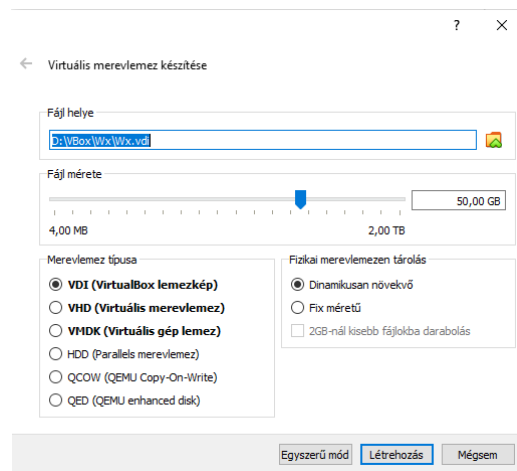 ?
Virtuális merevlemez készítése
Fájl helye
D:\VBox\Wx\Wx.vdi
Fájl mérete
50,00 GB
4,00 MB 2,00 TB
Merevlemez típusa
VDI (VirtualBox lemezkép)
VHD (Virtuális merevlemez)
VMDK (Virtuális gép lemez)
HDD (Parallels merevlemez)
QCOW (QEMU Copy-On-Write)
QED (QEMU enhanced disk)
Fizikai merevlemezen tárolás
Dinamikusan növekvő
Fix méretű
2GB-nál kisebb fájlokba darabolás
Egyszerű mód Létrehozás Mégsem